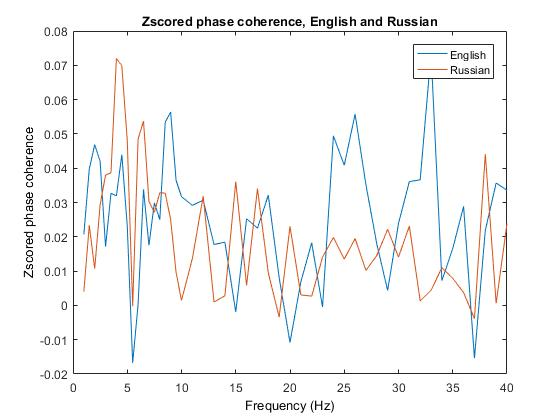 Zscored phase coherence, English and Russian
0.08
0.07
0.06
0.05
0.04
0.03
0.02
0.01
0
-0.01
-0.02
Zscored phase coherence
English
Russian
0 5 10 15 20 25 30 35 40
Frequency (Hz)